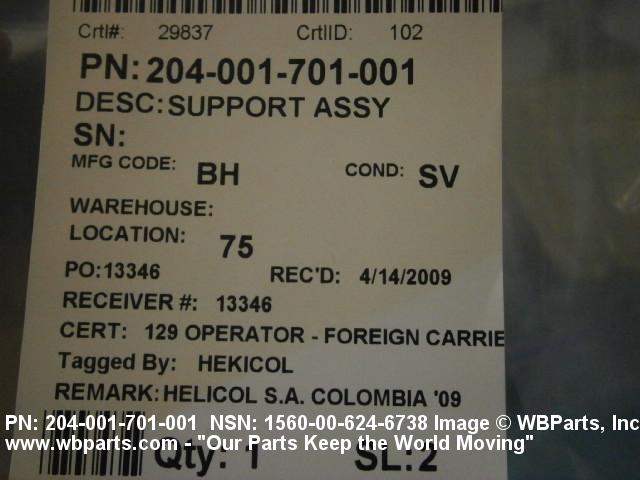 Crtl#: 29837 CrtlID: 102
PN: 204-001-701-001
DESC: SUPPORT ASSY
SN:
MFG CODE: BH COND: SV
WAREHOUSE:
LOCATION: 75
PO:13346 REC'D: 4/14/2009
RECEIVER #: 13346
CERT: 129 OPERATOR - FOREIGN CARRIE
Tagged By: HEKICOL
REMARK: HELICOL S.A. COLOMBIA '09
PN: 204-001-701-001 NSN: 1560-00-624-6738 Image © WBParts, Inc
www.wbparts.com - "Our Parts Keep the World Moving"
Qty: 1 SL: 2